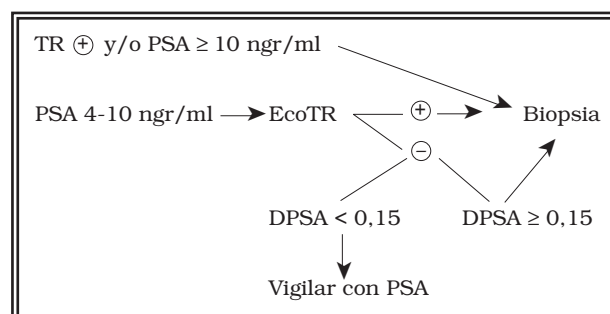 TR ⊕ y/o PSA ≥ 10 ngr/ml
PSA 4-10 ngr/ml EcoTR ⊕ Biopsia
⊖
DPSA < 0,15 DPSA ≥ 0,15
Vigilar con PSA